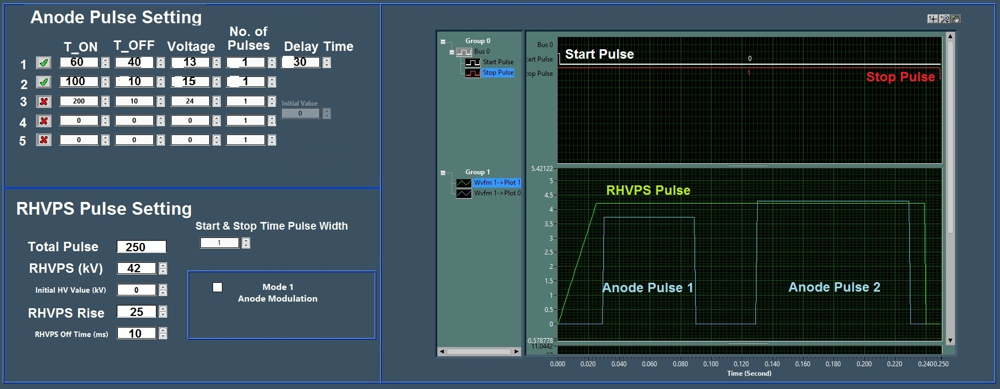 Anode Pulse Setting
T_ON T_OFF Voltage No. of Pulses Delay Time
1 60 40 13 1 30
2 100 10 15 1
3 200 10 24 1
Initial Value
0
4 0 0 0 1
5 0 0 0 1
RHVPS Pulse Setting
Start & Stop Time Pulse Width
1
Total Pulse 250
RHVPS (kV) 42
Initial HV Value (kV) 0
RHVPS Rise 25
RHVPS Off Time (ms) 10
Mode 1
Anode Modulation
Group 0
Bus 0
Start Pulse
Stop Pulse
Group 1
Wvfm 1->Plot 1
Wvfm 1->Plot 0
Bus 0
tart Pulse
top Pulse
Start Pulse
0
1
Stop Pulse
5.42122
5
4.5
4
3.5
3
2.5
2
1.5
1
0.5
0
-0.578778
11.0442
10
RHVPS Pulse
Anode Pulse 1
Anode Pulse 2
0.000 0.020 0.040 0.060 0.080 0.100 0.120 0.140 0.160 0.180 0.200 0.220 0.240 0.250
Time (Second)